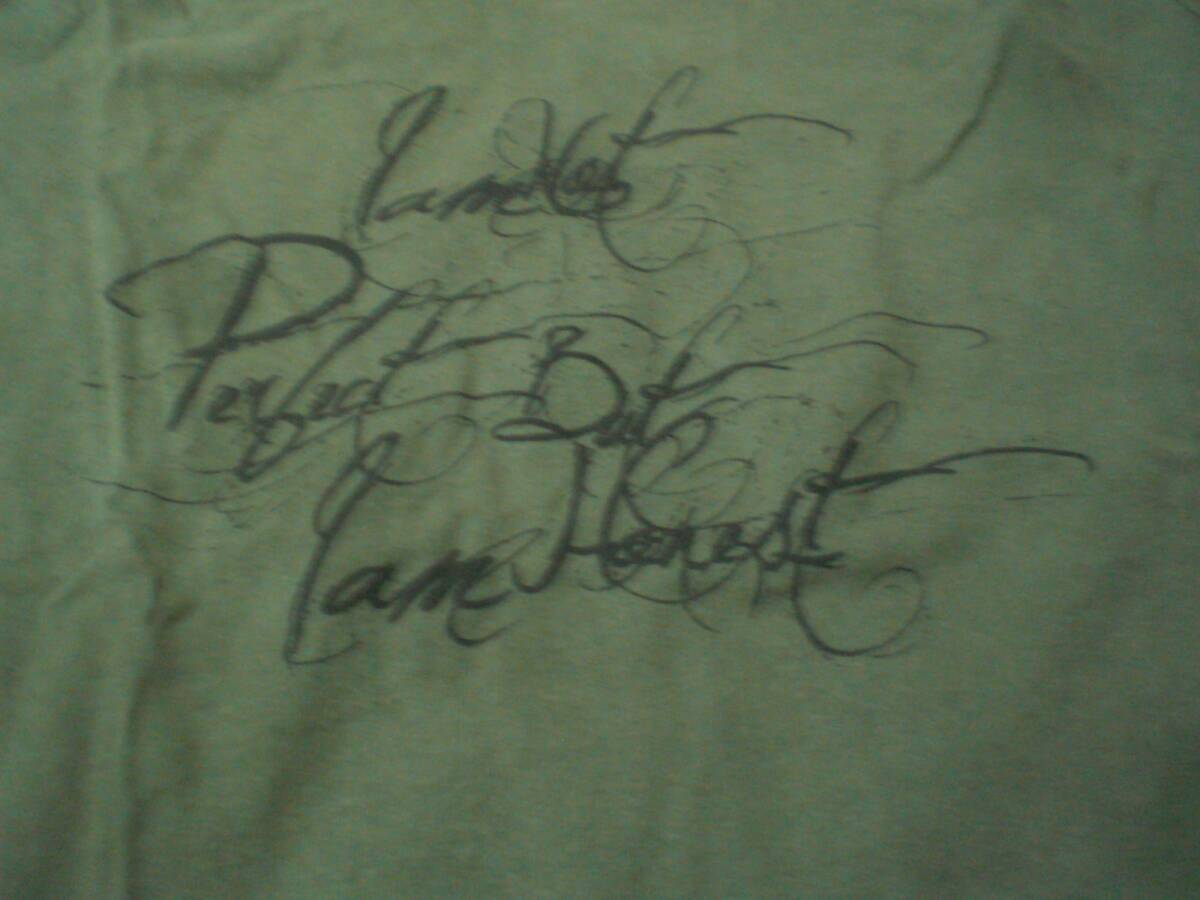 I am Not
Perfect But
I am Honest